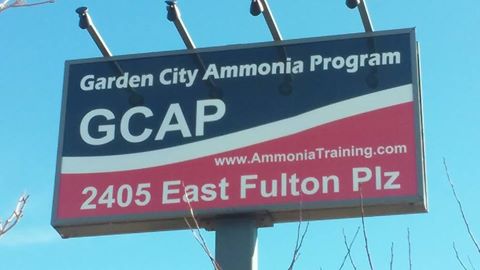 Garden City Ammonia Program
GCAP
www.AmmoniaTraining.com
2405 East Fulton Plz